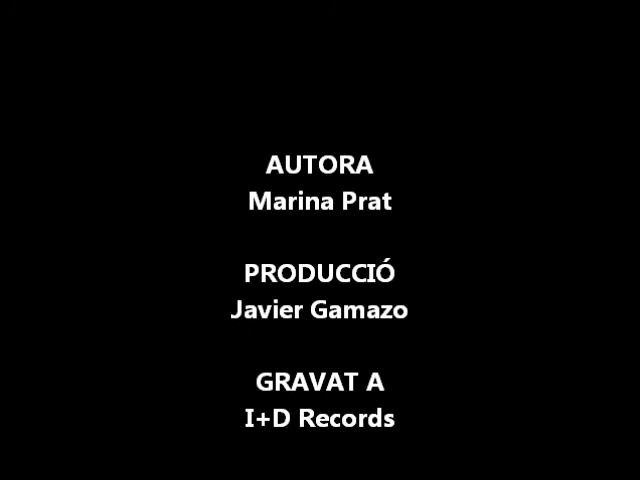 AUTORA
Marina Prat
PRODUCCIÓ
Javier Gamazo
GRAVAT A
I+D Records